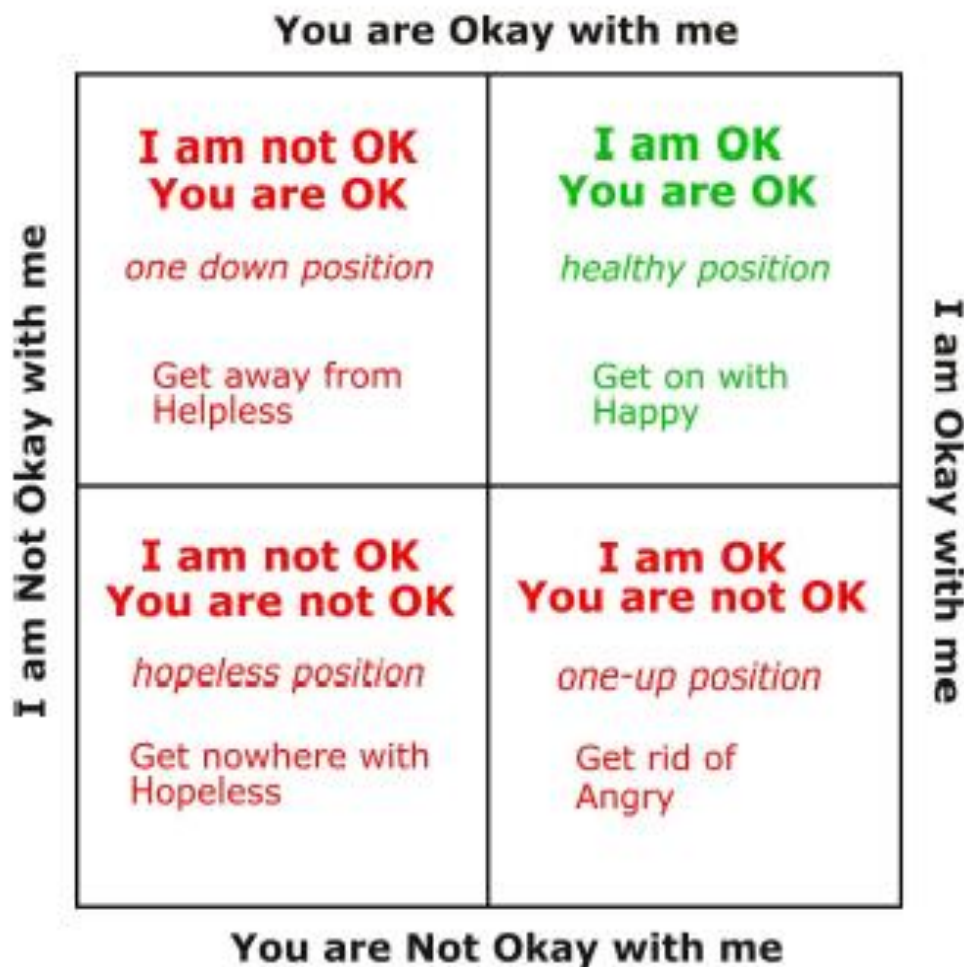 You are Okay with me
I am Not Okay with me
I am not OK
You are OK
one down position
Get away from
Helpless
I am OK
You are OK
healthy position
Get on with
Happy
I am Okay with me
I am not OK
You are not OK
hopeless position
Get nowhere with
Hopeless
I am OK
You are not OK
one-up position
Get rid of
Angry
You are Not Okay with me